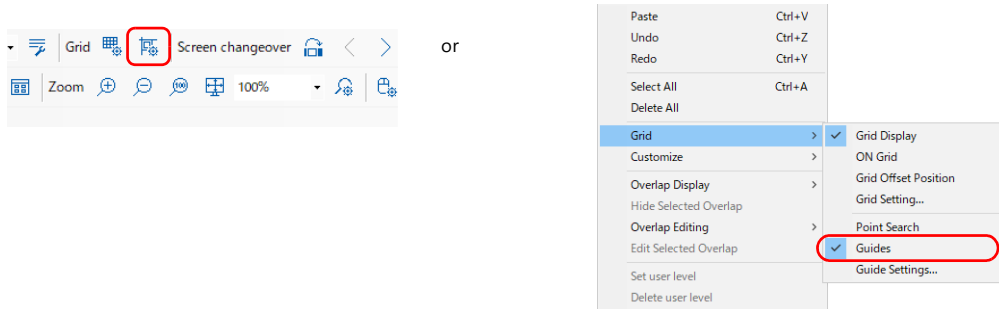 Grid Screen changeover
Zoom 100 100%
or
Paste Ctrl+V
Undo Ctrl+Z
Redo Ctrl+Y
Select All Ctrl+A
Delete All
Grid
Customize
Overlap Display
Hide Selected Overlap
Overlap Editing
Edit Selected Overlap
Set user level
Delete user level
Grid Display
ON Grid
Grid Offset Position
Grid Setting...
Point Search
Guides
Guide Settings...